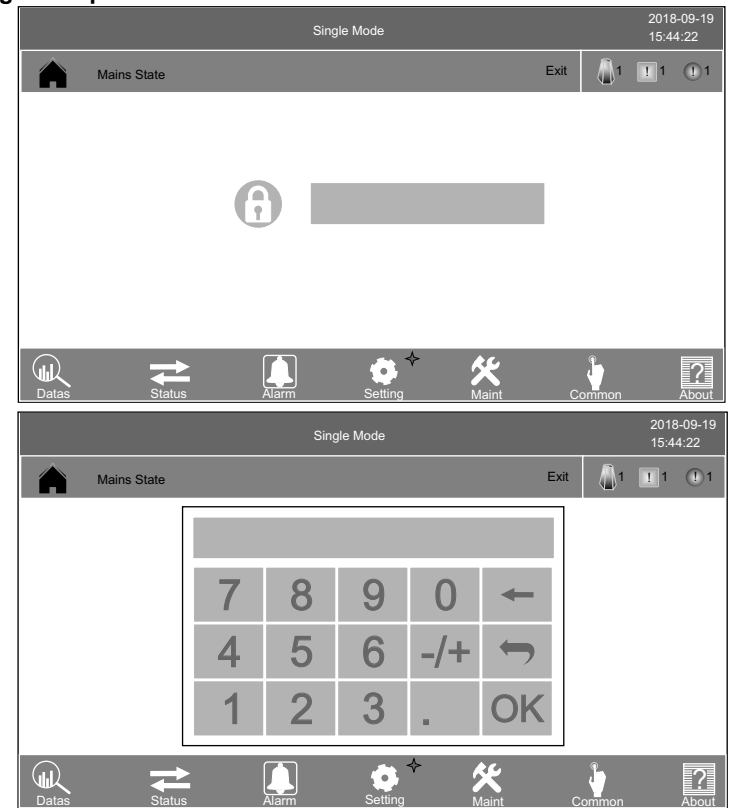 Single Mode
2018-09-19
15:44:22
Mains State
Exit
1
! 1
! 1
Datas
Status
Alarm
Setting
Maint
Common
? About
Single Mode
2018-09-19
15:44:22
Mains State
Exit
1
! 1
! 1
7 8 9 0 ←
4 5 6 -/+
1 2 3 . OK
Datas
Status
Alarm
Setting
Maint
Common
? About